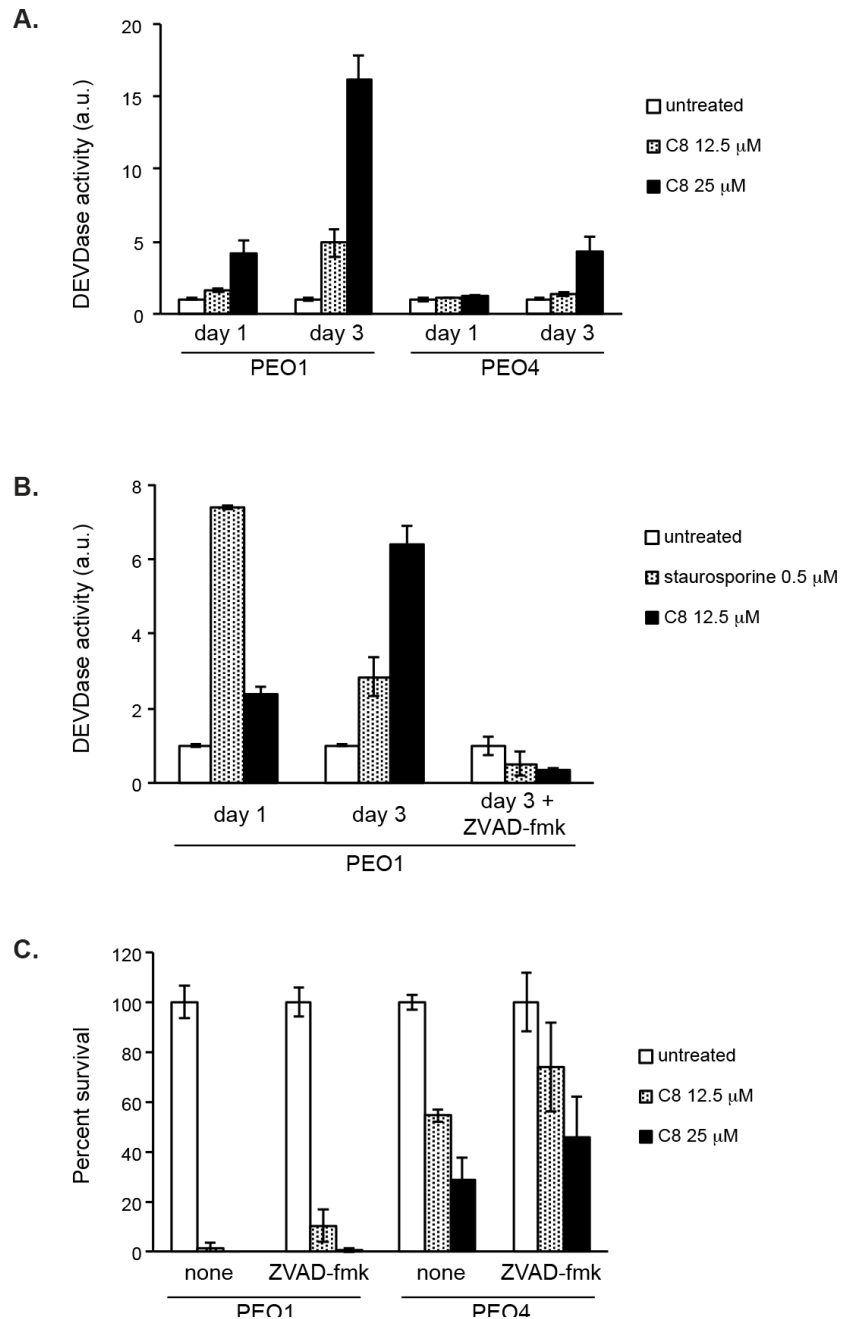 A.
DEVDase activity (a.u.)
20
15
10
5
0
untreated
C8 12.5 μM
C8 25 μM
day 1
day 3
day 1
day 3
PEO1
PEO4
B.
DEVDase activity (a.u.)
8
6
4
2
0
untreated
staurosporine 0.5 μM
C8 12.5 μM
day 1
day 3
day 3 +
ZVAD-fmk
PEO1
C.
Percent survival
120
100
80
60
40
20
0
untreated
C8 12.5 μM
C8 25 μM
none
ZVAD-fmk
none
ZVAD-fmk
PEO1
PEO4